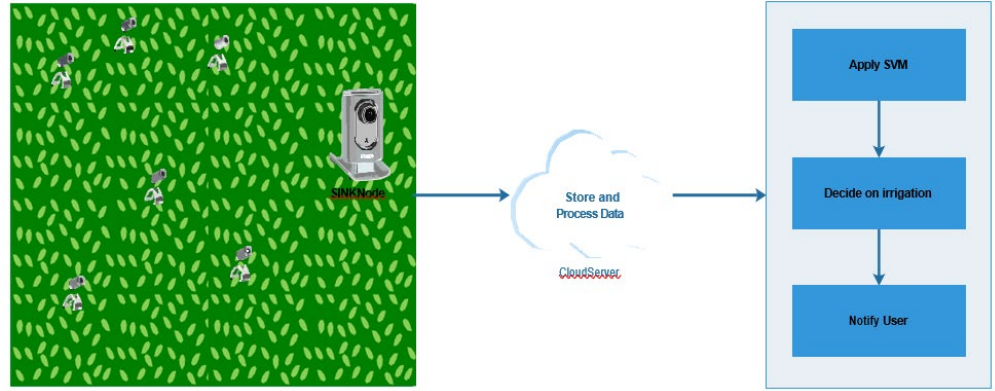 SINKNode
Store and
Process Data
CloudServer
Apply SVM
Decide on irrigation
Notify User